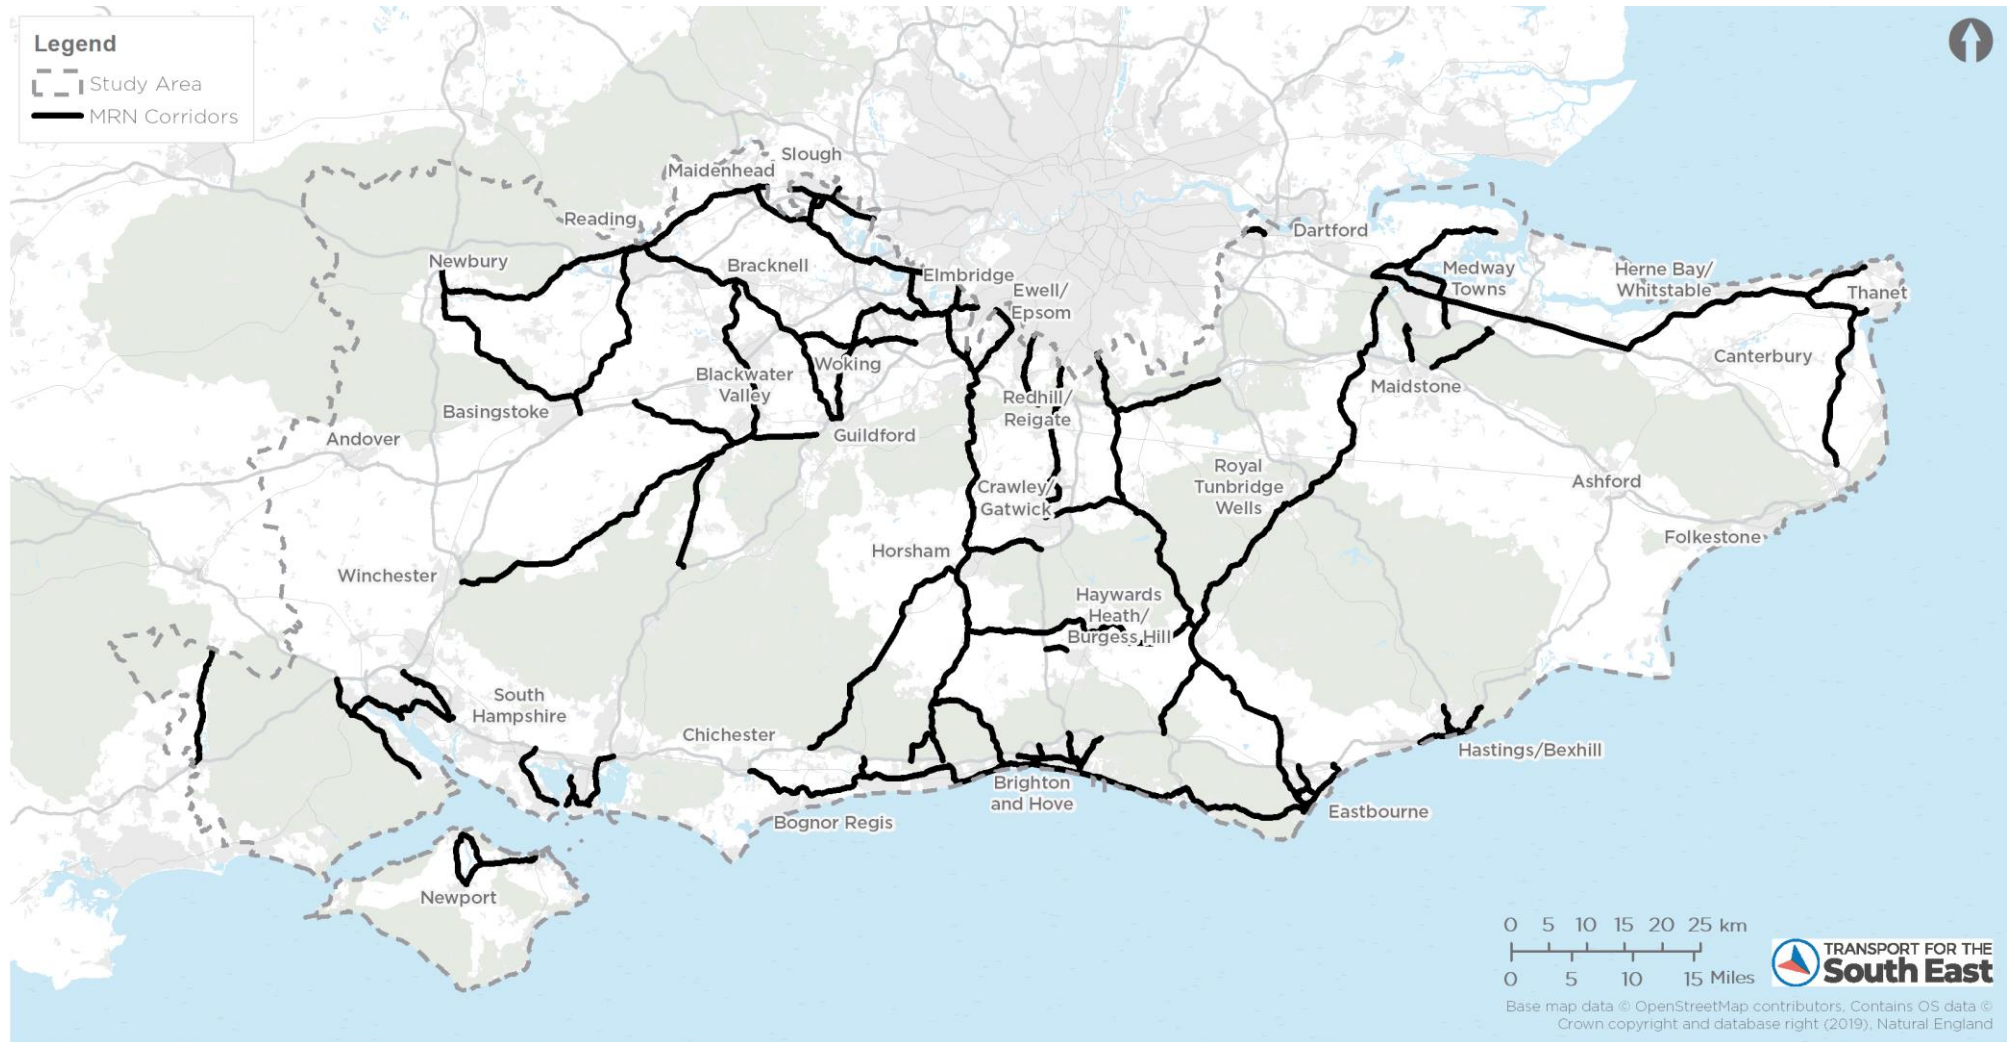 Legend
Study Area
MRN Corridors
Slough
Maidenhead
Reading
Dartford
Newbury
Bracknell
Elmbridge
Medway
Towns
Herne Bay/
Whitstable
Ewell/
Epsom
Thanet
Woking
Canterbury
Blackwater
Valley
Maidstone
Redhill/
Reigate
Basingstoke
Andover
Guildford
Royal
Tunbridge
Wells
Ashford
Crawley/
Gatwick
Folkestone
Horsham
Winchester
Haywards
Heath/
Burgess Hill
South
Hampshire
Chichester
Hastings/Bexhill
Brighton
and Hove
Eastbourne
Bognor Regis
Newport
0 5 10 15 20 25 km
0 5 10 15 Miles
TRANSPORT FOR THE
South East
Base map data © OpenStreetMap contributors, Contains OS data ©
Crown copyright and database right (2019), Natural England